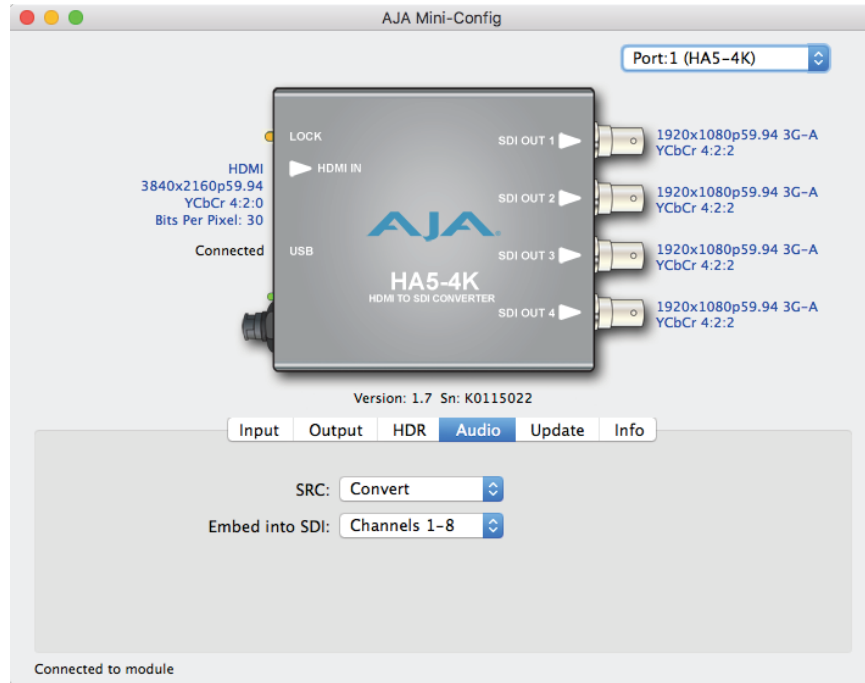 AJA Mini-Config
Port:1 (HA5-4K)
LOCK
HDMI IN
HDMI
3840x2160p59.94
YCbCr 4:2:0
Bits Per Pixel: 30
Connected
USB
AJA
HA5-4K
HDMI TO SDI CONVERTER
SDI OUT 1
1920x1080p59.94 3G-A
YCbCr 4:2:2
SDI OUT 2
1920x1080p59.94 3G-A
YCbCr 4:2:2
SDI OUT 3
1920x1080p59.94 3G-A
YCbCr 4:2:2
SDI OUT 4
1920x1080p59.94 3G-A
YCbCr 4:2:2
Version: 1.7 Sn: K0115022
Input Output HDR Audio Update Info
SRC: Convert
Embed into SDI: Channels 1-8
Connected to module